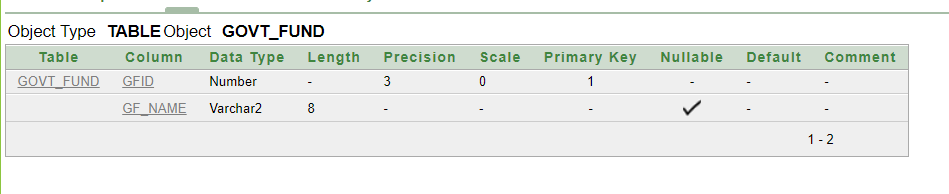 Object Type TABLE Object GOVT_FUND
Table Column Data Type Length Precision Scale Primary Key Nullable Default Comment
GOVT_FUND GFID Number - 3 0 1 - - -
GF_NAME Varchar2 8 - - - - -
1 - 2